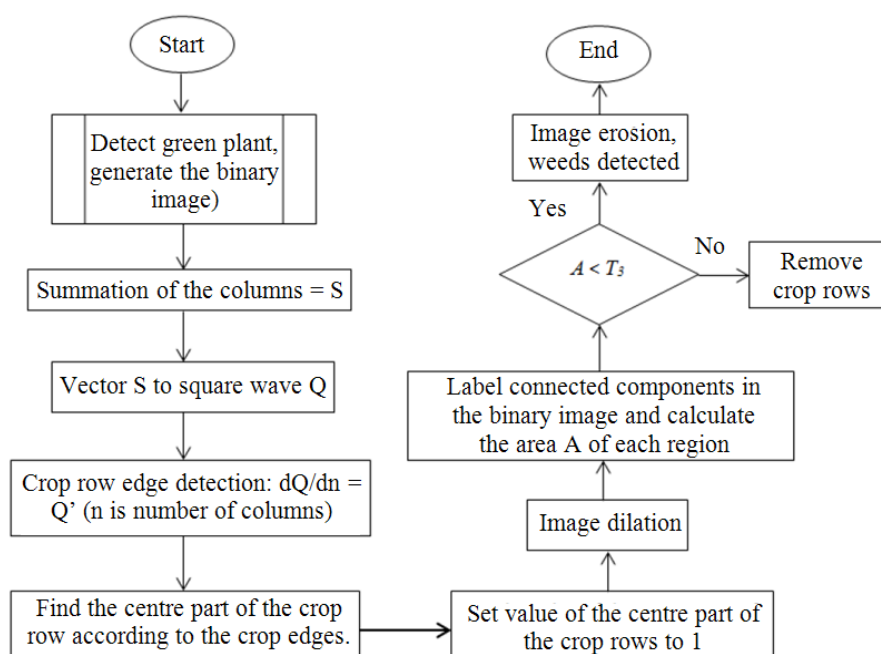 Start
Detect green plant,
generate the binary
image)
Summation of the columns = S
Vector S to square wave Q
Crop row edge detection: dQ/dn =
Q’ (n is number of columns)
Find the centre part of the crop
row according to the crop edges.
Set value of the centre part of
the crop rows to 1
Image dilation
Label connected components in
the binary image and calculate
the area A of each region
A < T₃
No
Remove
crop rows
Yes
Image erosion,
weeds detected
End